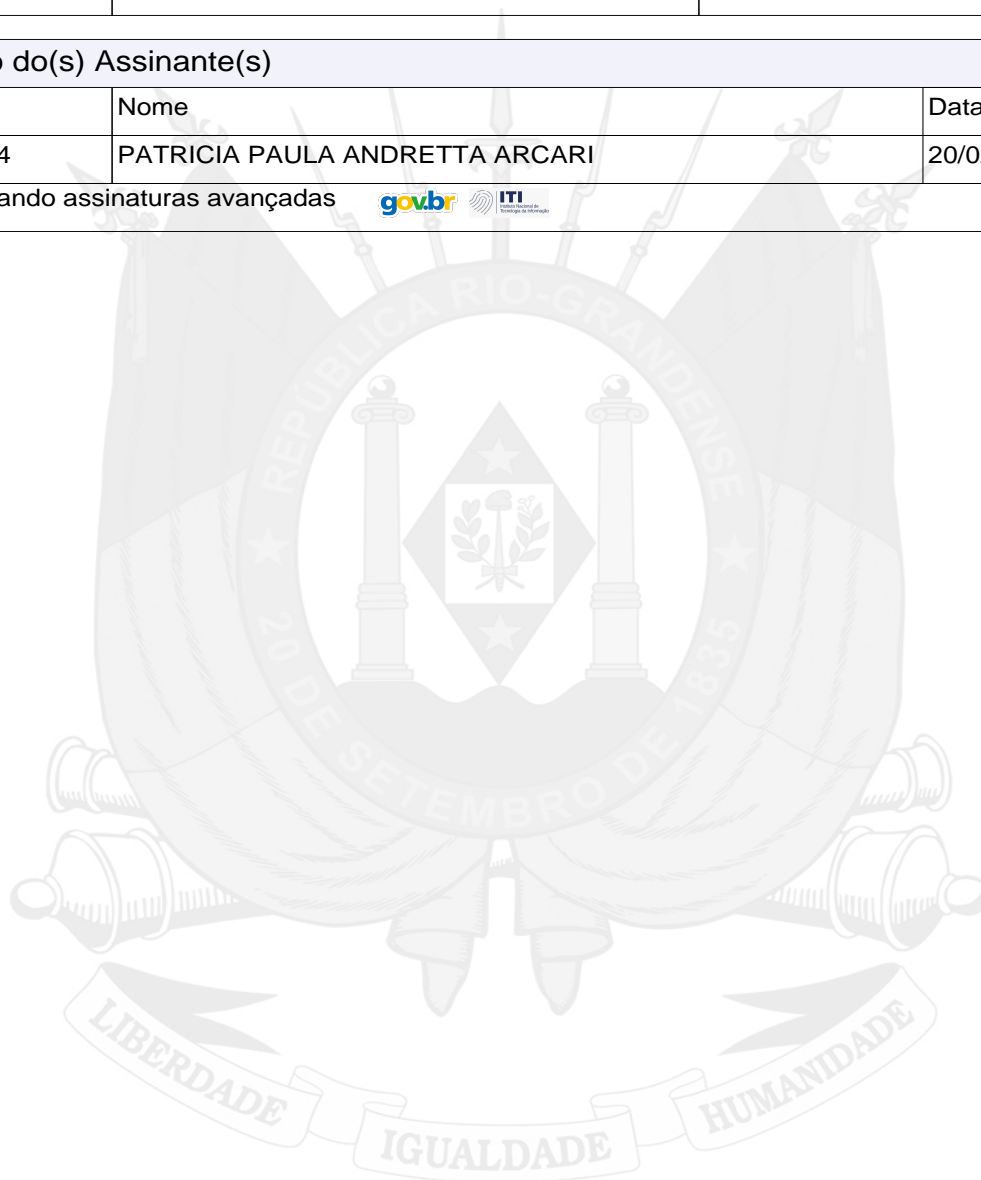 o do(s) Assinante(s)
Nome Data
4 PATRICIA PAULA ANDRETTA ARCARI 20/0
ando assinaturas avançadas gov.br ITI
REPÚBLICA RIO-GRANDENSE
20 DE SETEMBRO DE 1835
LIBERDADE IGUALDADE HUMANIDADE